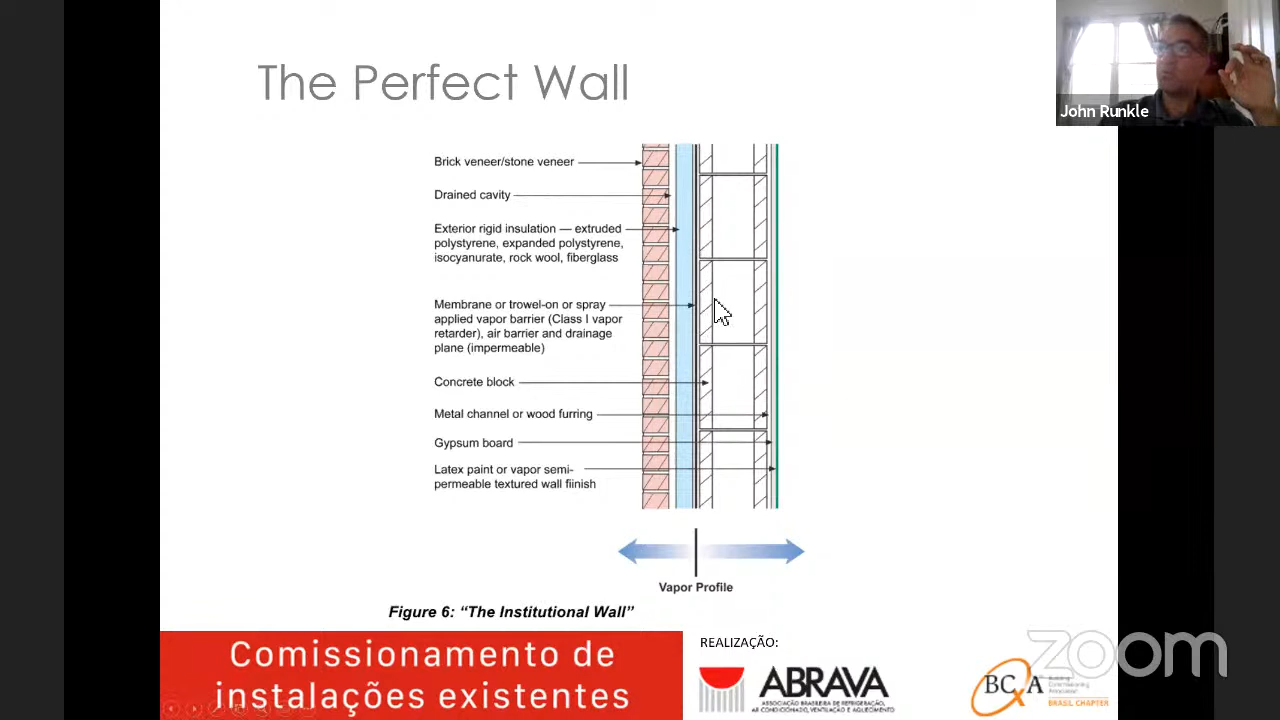 The Perfect Wall
John Runkle
Brick veneer/stone veneer
Drained cavity
Exterior rigid insulation — extruded
polystyrene, expanded polystyrene,
isocyanurate, rock wool, fiberglass
Membrane or trowel-on or spray
applied vapor barrier (Class I vapor
retarder), air barrier and drainage
plane (impermeable)
Concrete block
Metal channel or wood furring
Gypsum board
Latex paint or vapor semi-
permeable textured wall fiinish
Vapor Profile
Figure 6: “The Institutional Wall”
Comissionamento de
instalações existentes
REALIZAÇÃO:
ABRAVA
ASSOCIAÇÃO BRASILEIRA DE REFRIGERAÇÃO,
AR CONDICIONADO, VENTILAÇÃO E AQUECIMENTO
BCxA
Building
Commissioning
Association
BRASIL CHAPTER
zoom